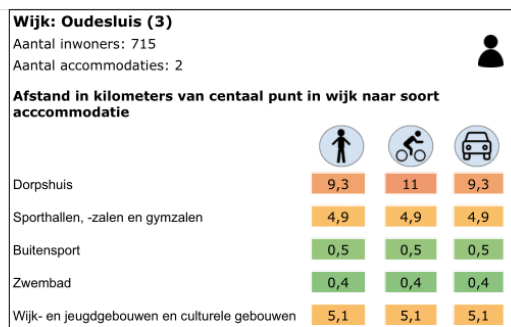 Wijk: Oudesluis (3)
Aantal inwoners: 715
Aantal accommodaties: 2
Afstand in kilometers van centaal punt in wijk naar soort
acccommodatie
Dorpshuis 9,3 11 9,3
Sporthallen, -zalen en gymzalen 4,9 4,9 4,9
Buitensport 0,5 0,5 0,5
Zwembad 0,4 0,4 0,4
Wijk- en jeugdgebouwen en culturele gebouwen 5,1 5,1 5,1